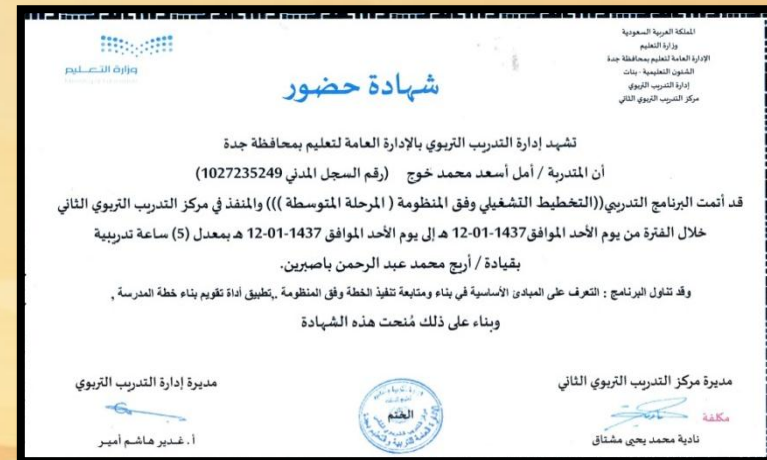 المملكة العربية السعودية
وزارة التعليم
الإدارة العامة لتعليم بمحافظة جدة
الشئون التعليمية - بنات
إدارة التدريب التربوي
مركز التدريب التربوي الثاني
وزارة التعـــليم
شهادة حضور
تشهد إدارة التدريب التربوي بالإدارة العامة لتعليم بمحافظة جدة
أن المتدربة / أمل أسعد محمد خوج (رقم السجل المدني 1027235249)
قد أتمت البرنامج التدريبي((التخطيط التشغيلي وفق المنظومة ( المرحلة المتوسطة ))) والمنفذ في مركز التدريب التربوي الثاني
خلال الفترة من يوم الأحد الموافق1437-01-12 هـ إلى يوم الأحد الموافق 1437-01-12 هـ بمعدل (5) ساعة تدريبية
بقيادة / أريج محمد عبد الرحمن باصبرين.
وقد تناول البرنامج : التعرف على المبادئ الأساسية في بناء ومتابعة تنفيذ الخطة وفق المنظومة .,تطبيق أداة تقويم بناء خطة المدرسة ,
وبناء على ذلك مُنحت هذه الشهادة
مديرة مركز التدريب التربوي الثاني
مكلفة
نادية محمد يحيى مشتاق
الختم
مديرة إدارة التدريب التربوي
أ. غـدير هاشـم أميـر